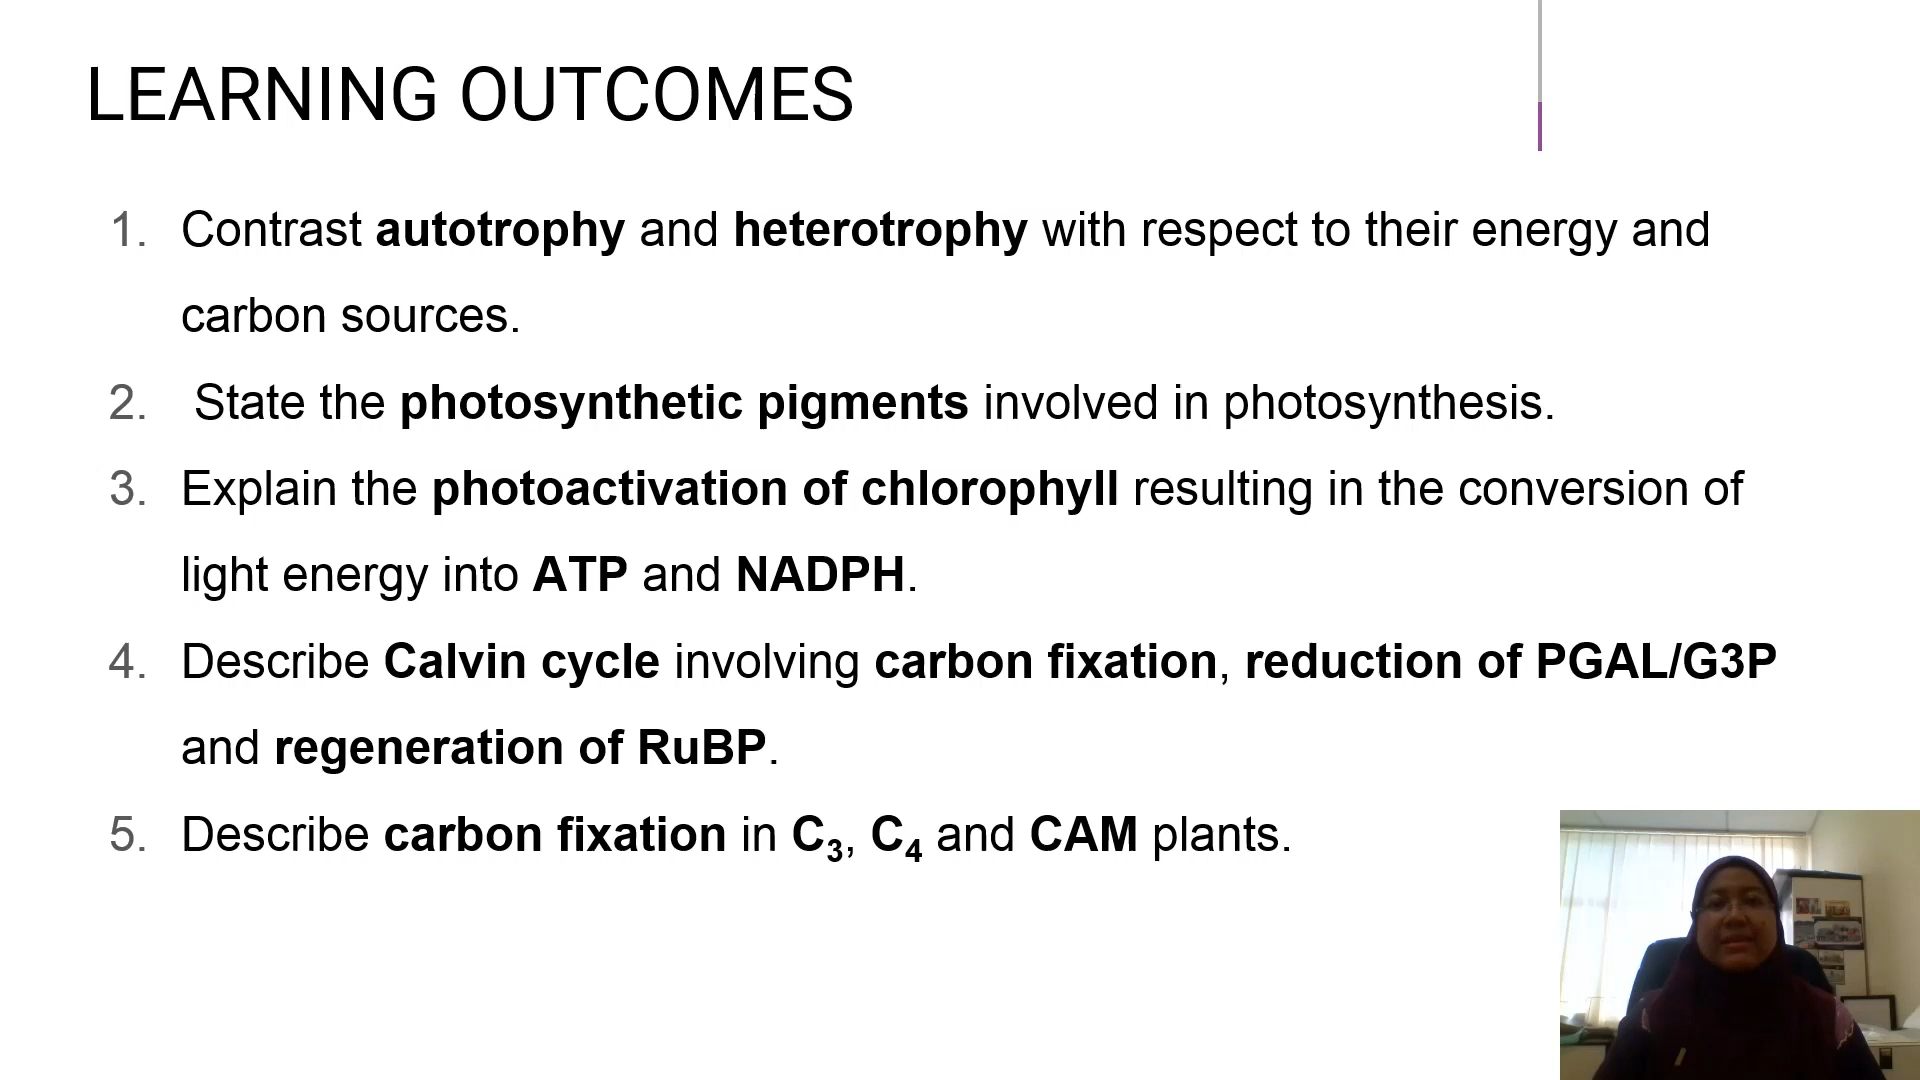 LEARNING OUTCOMES
1. Contrast autotrophy and heterotrophy with respect to their energy and
carbon sources.
2. State the photosynthetic pigments involved in photosynthesis.
3. Explain the photoactivation of chlorophyll resulting in the conversion of
light energy into ATP and NADPH.
4. Describe Calvin cycle involving carbon fixation, reduction of PGAL/G3P
and regeneration of RuBP.
5. Describe carbon fixation in C₃, C₄ and CAM plants.